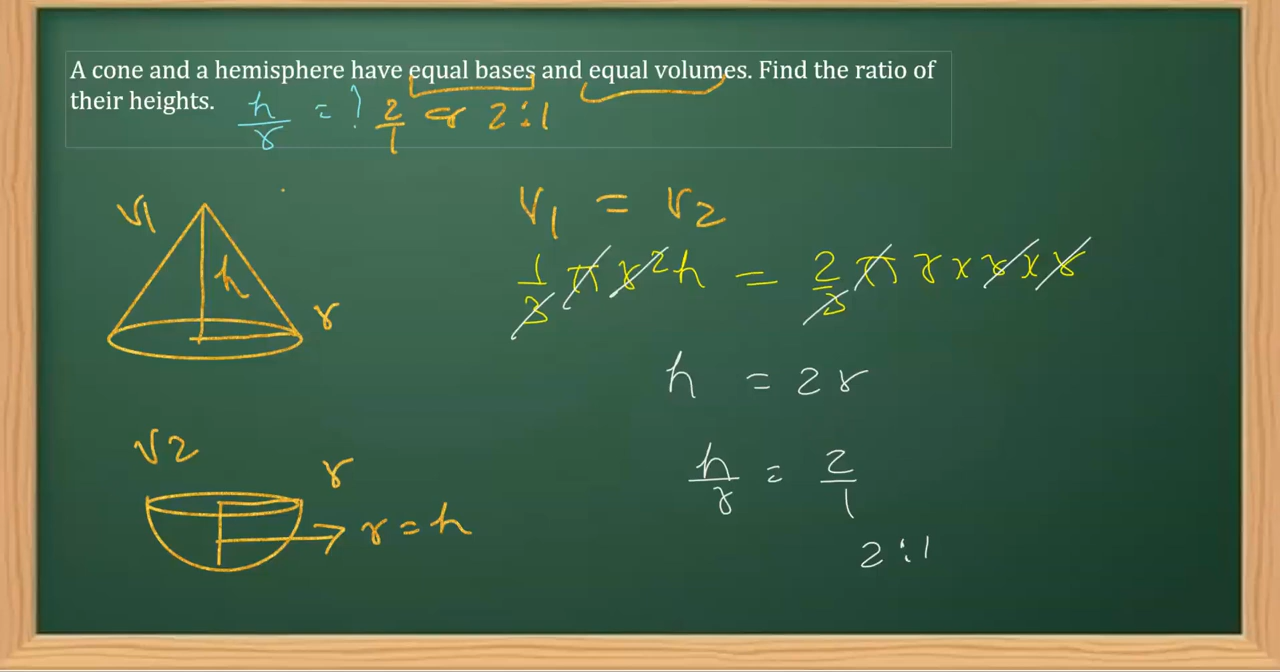 A cone and a hemisphere have equal bases and equal volumes. Find the ratio of
their heights. h/r = ? 2/1 or 2:1
V1
h
r
V2
r
r = h
V1 = V2
1/3 π r² h = 2/3 π r × r × r
h = 2r
h/r = 2/1
2:1